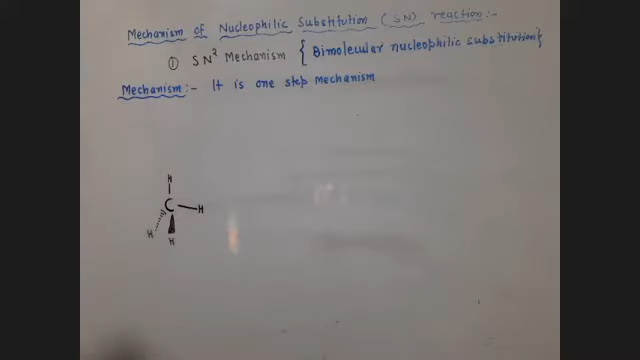 Mechanism of Nucleophilic Substitution (SN) reaction:-
① SN² Mechanism { Bimolecular nucleophilic substitution}
Mechanism:- It is one step mechanism
H
C H
H
H